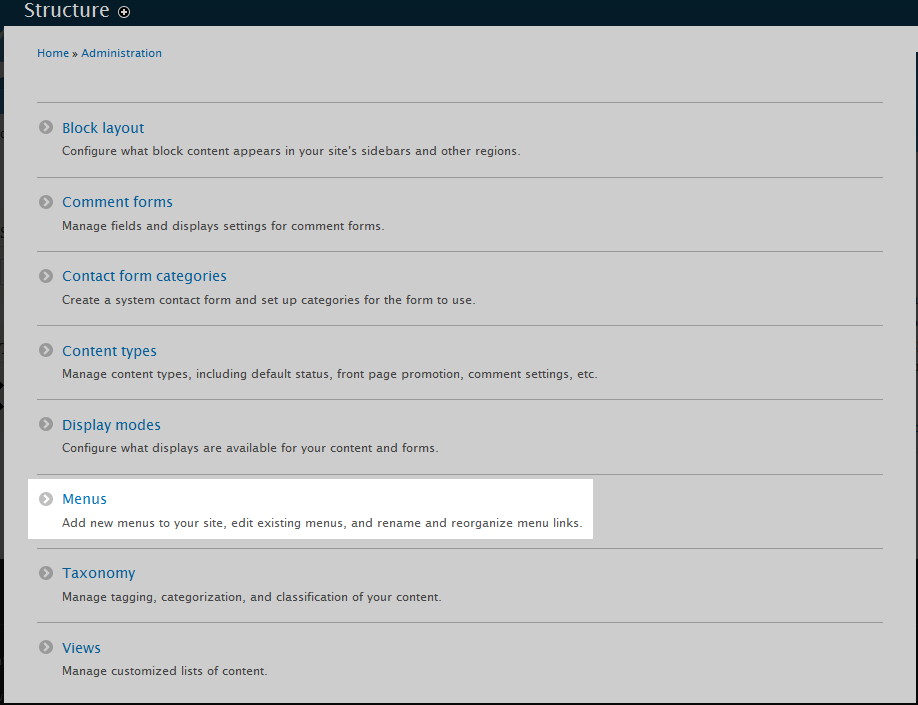 Structure
Home » Administration
Block layout
Configure what block content appears in your site's sidebars and other regions.
Comment forms
Manage fields and displays settings for comment forms.
Contact form categories
Create a system contact form and set up categories for the form to use.
Content types
Manage content types, including default status, front page promotion, comment settings, etc.
Display modes
Configure what displays are available for your content and forms.
Menus
Add new menus to your site, edit existing menus, and rename and reorganize menu links.
Taxonomy
Manage tagging, categorization, and classification of your content.
Views
Manage customized lists of content.